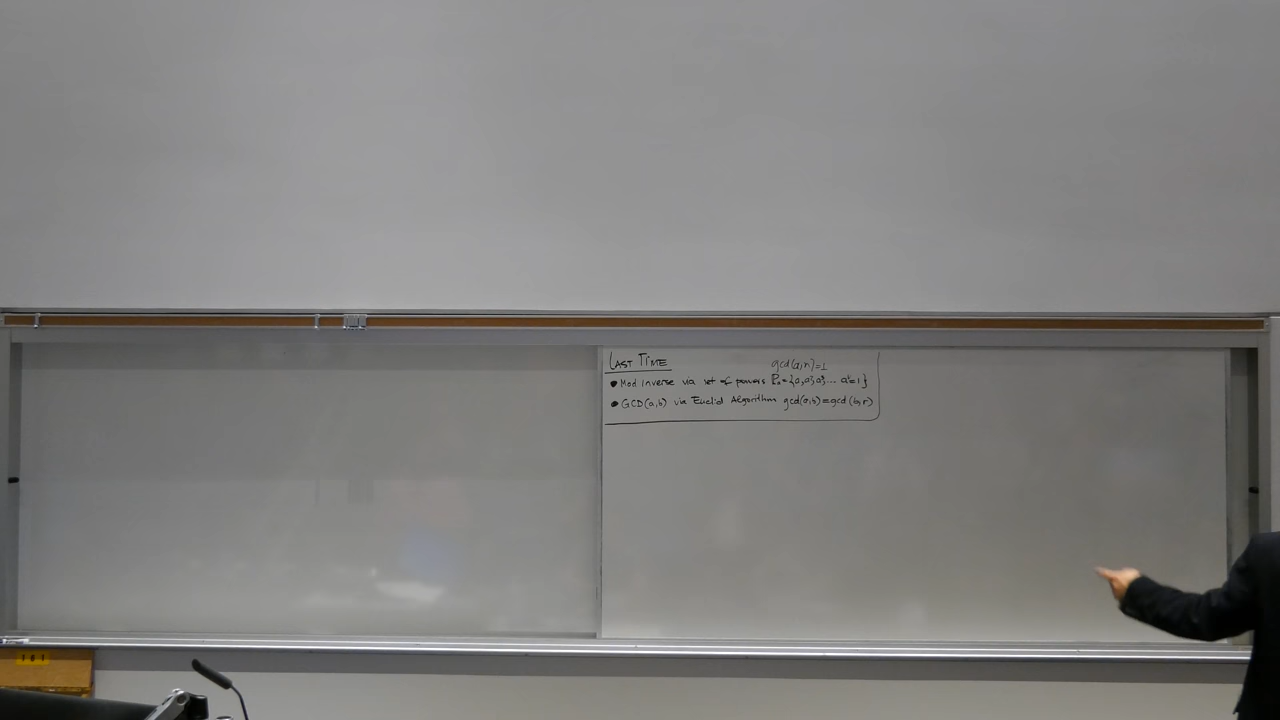 LAST TIME
gcd(a,n)=1
● Mod inverse via set of powers Pₐ={a,a²,a³,... aᵏ=1}
● GCD(a,b) via Euclid Algorithm gcd(a,b)=gcd(b,r)
101